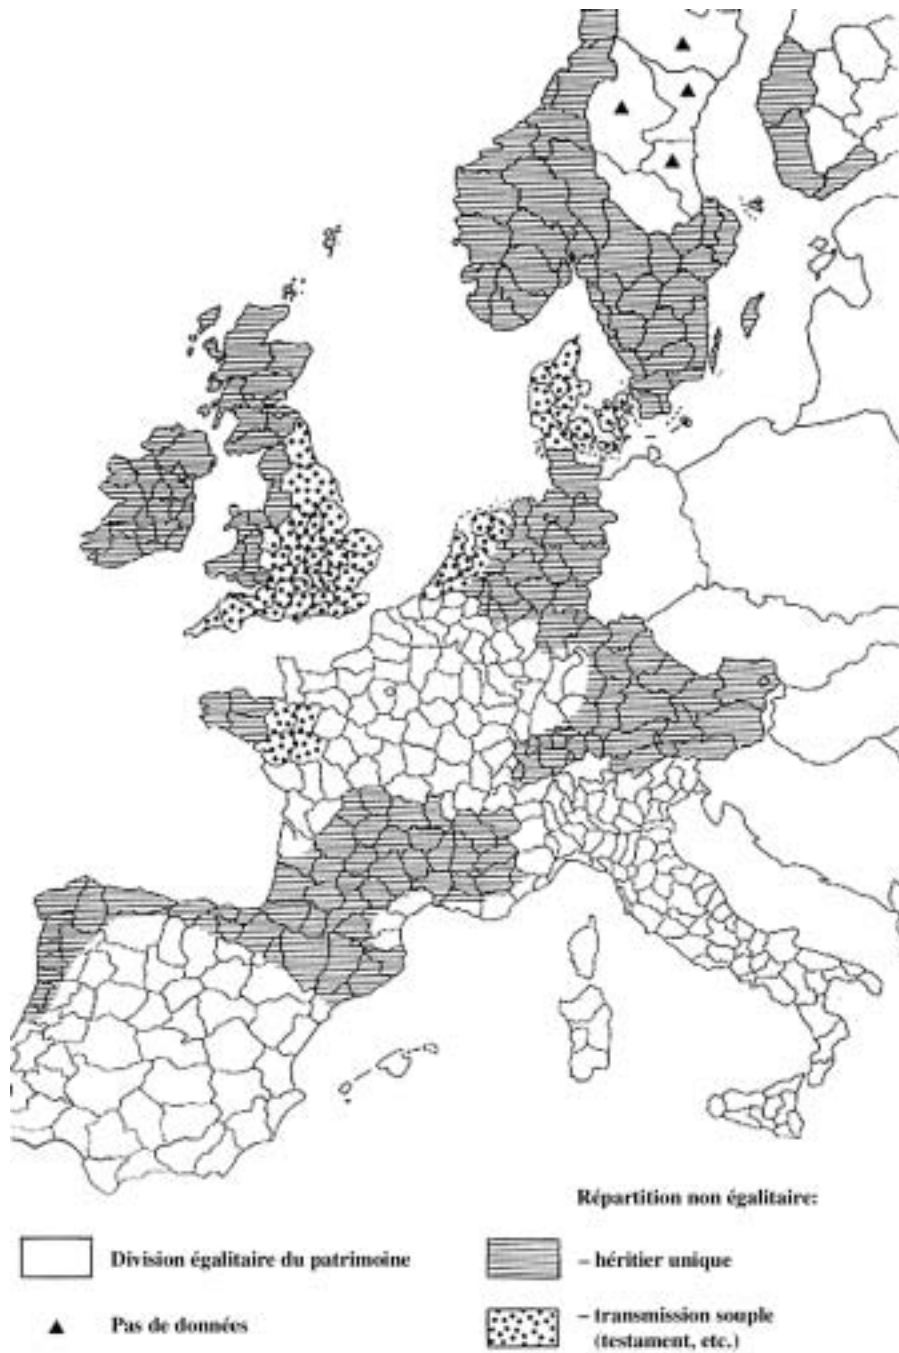 Répartition non égalitaire:
Division égalitaire du patrimoine
– héritier unique
Pas de données
– transmission souple
(testament, etc.)